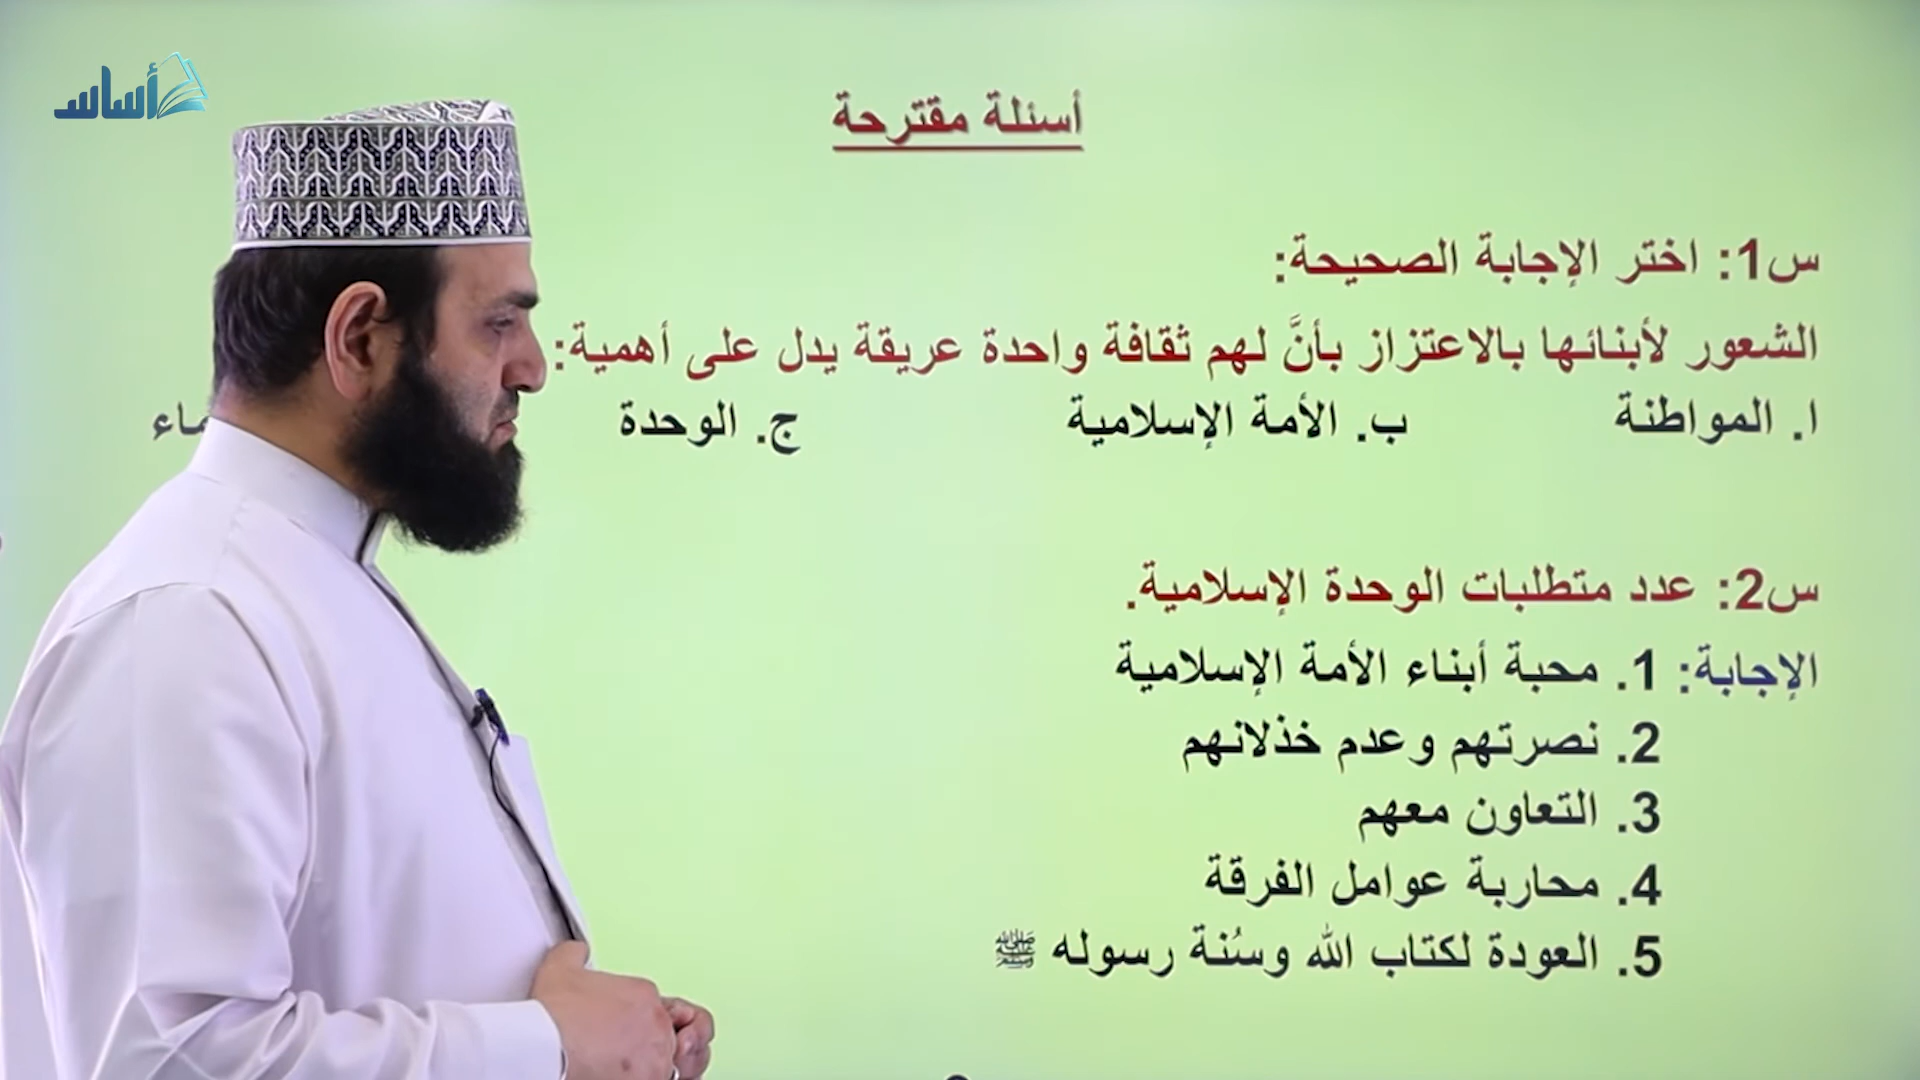 أساس
أسئلة مقترحة
س1: اختر الإجابة الصحيحة:
الشعور لأبنائها بالاعتزاز بأنَّ لهم ثقافة واحدة عريقة يدل على أهمية:
ا. المواطنة ب. الأمة الإسلامية ج. الوحدة
س2: عدد متطلبات الوحدة الإسلامية.
الإجابة: 1. محبة أبناء الأمة الإسلامية
2. نصرتهم وعدم خذلانهم
3. التعاون معهم
4. محاربة عوامل الفرقة
5. العودة لكتاب الله وسُنة رسوله ﷺ